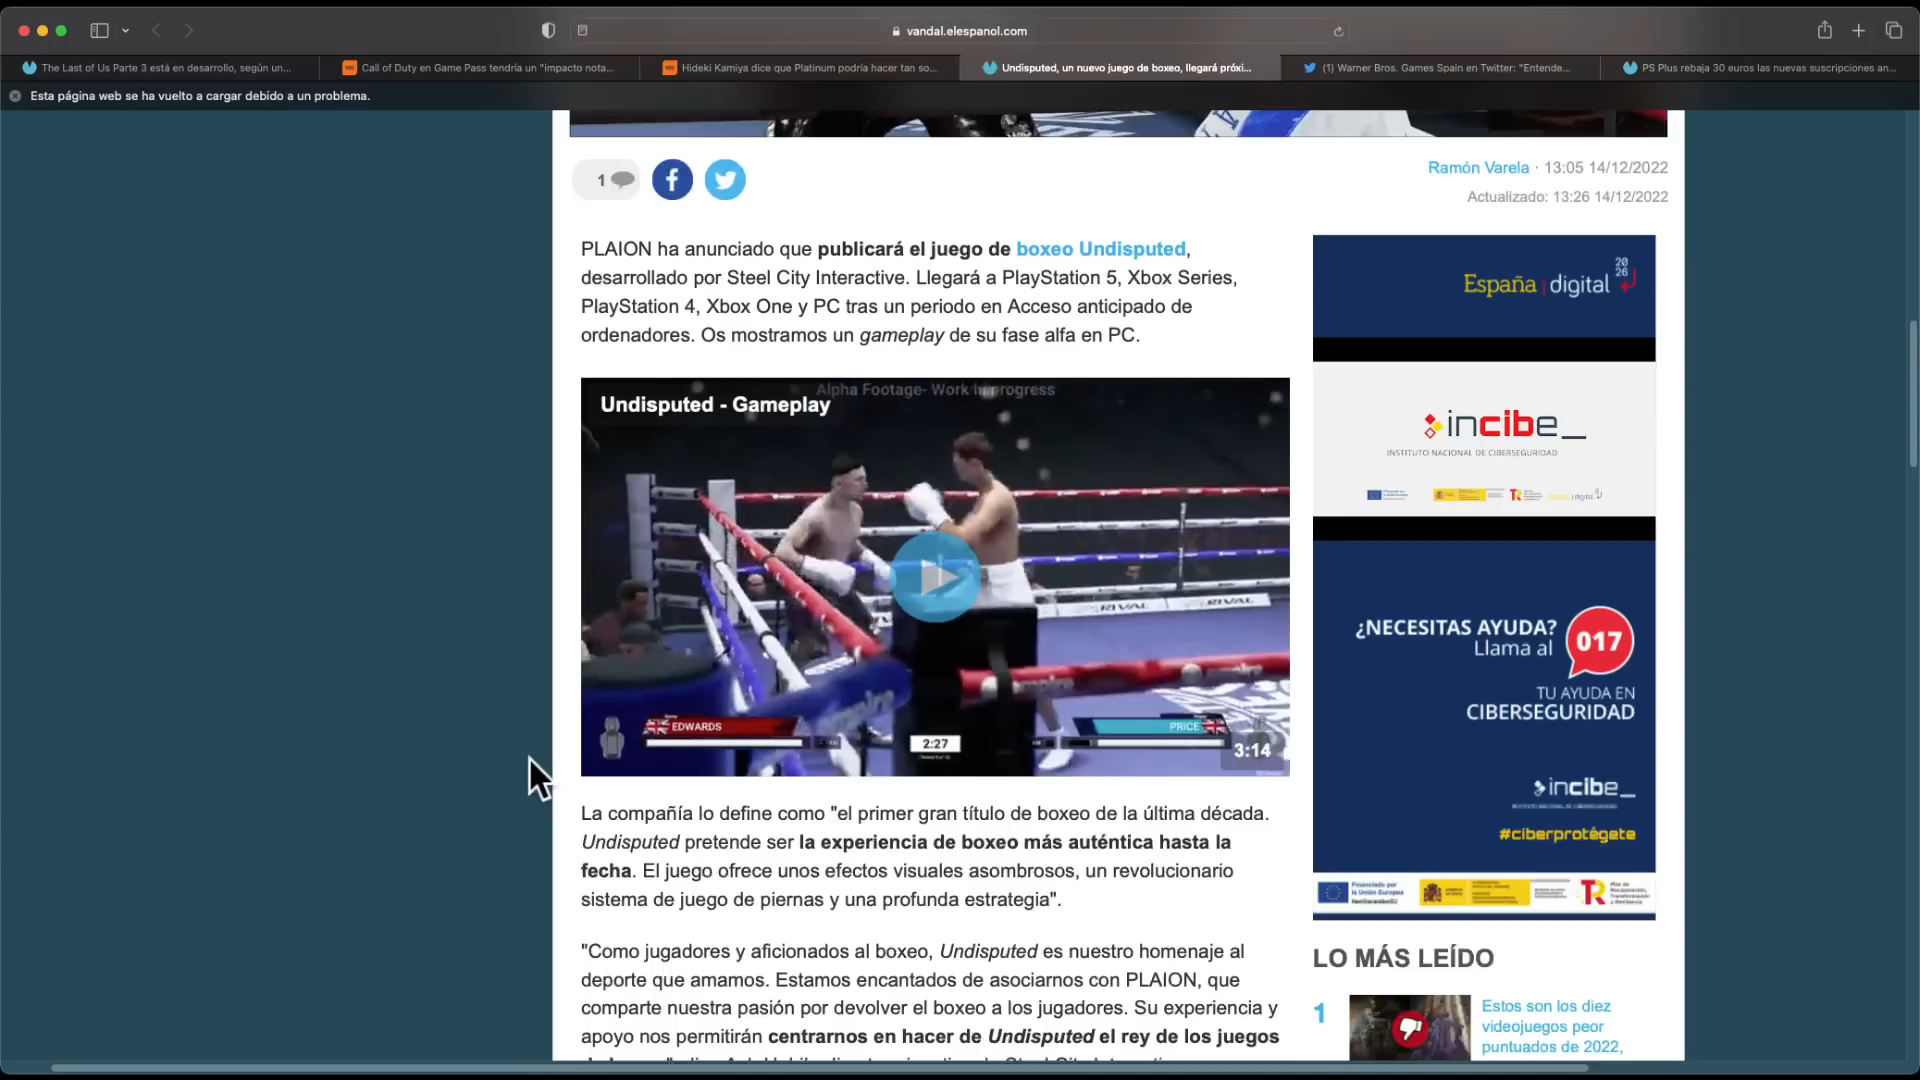 vandal.elespanol.com
The Last of Us Parte 3 está en desarrollo, según un...
Call of Duty en Game Pass tendría un "impacto nota...
Hideki Kamiya dice que Platinum podría hacer tan so...
Undisputed, un nuevo juego de boxeo, llegará próxi...
(1) Warner Bros. Games Spain en Twitter: "Entende...
PS Plus rebaja 30 euros las nuevas suscripciones an...
Esta página web se ha vuelto a cargar debido a un problema.
1
Ramón Varela · 13:05 14/12/2022
Actualizado: 13:26 14/12/2022
PLAION ha anunciado que publicará el juego de boxeo Undisputed,
desarrollado por Steel City Interactive. Llegará a PlayStation 5, Xbox Series,
PlayStation 4, Xbox One y PC tras un periodo en Acceso anticipado de
ordenadores. Os mostramos un gameplay de su fase alfa en PC.
Alpha Footage- Work In progress
Undisputed - Gameplay
RIVAL RIVAL
EDWARDS
2:27
PRICE
3:14
La compañía lo define como "el primer gran título de boxeo de la última década.
Undisputed pretende ser la experiencia de boxeo más auténtica hasta la
fecha. El juego ofrece unos efectos visuales asombrosos, un revolucionario
sistema de juego de piernas y una profunda estrategia".
"Como jugadores y aficionados al boxeo, Undisputed es nuestro homenaje al
deporte que amamos. Estamos encantados de asociarnos con PLAION, que
comparte nuestra pasión por devolver el boxeo a los jugadores. Su experiencia y
apoyo nos permitirán centrarnos en hacer de Undisputed el rey de los juegos
España | digital 2026
incibe_
INSTITUTO NACIONAL DE CIBERSEGURIDAD
¿NECESITAS AYUDA?
Llama al 017
TU AYUDA EN
CIBERSEGURIDAD
incibe_
#ciberprotégete
Financiado por
la Unión Europea
LO MÁS LEÍDO
1
Estos son los diez
videojuegos peor
puntuados de 2022,